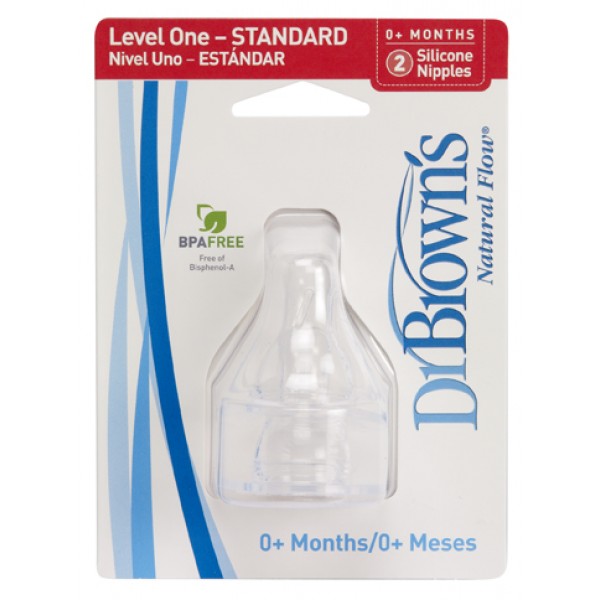 Level One – STANDARD
Nivel Uno – ESTÁNDAR
0+ MONTHS
2 Silicone
Nipples
BPAFREE
Free of
Bisphenol-A
Dr Brown's
Natural Flow®
0+ Months/0+ Meses